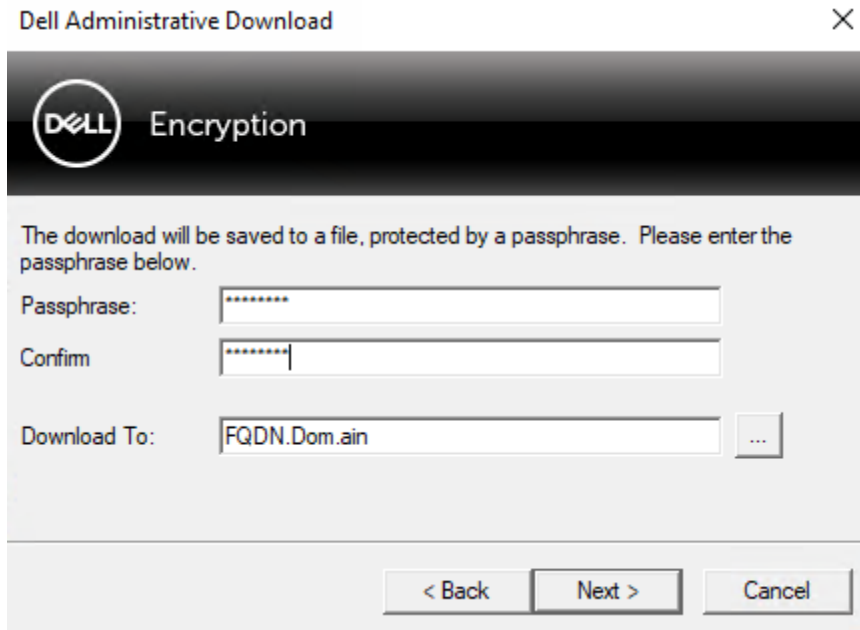 Dell Administrative Download
DELL Encryption
The download will be saved to a file, protected by a passphrase. Please enter the
passphrase below.
Passphrase: ********
Confirm ********
Download To: FQDN.Dom.ain ...
< Back Next > Cancel